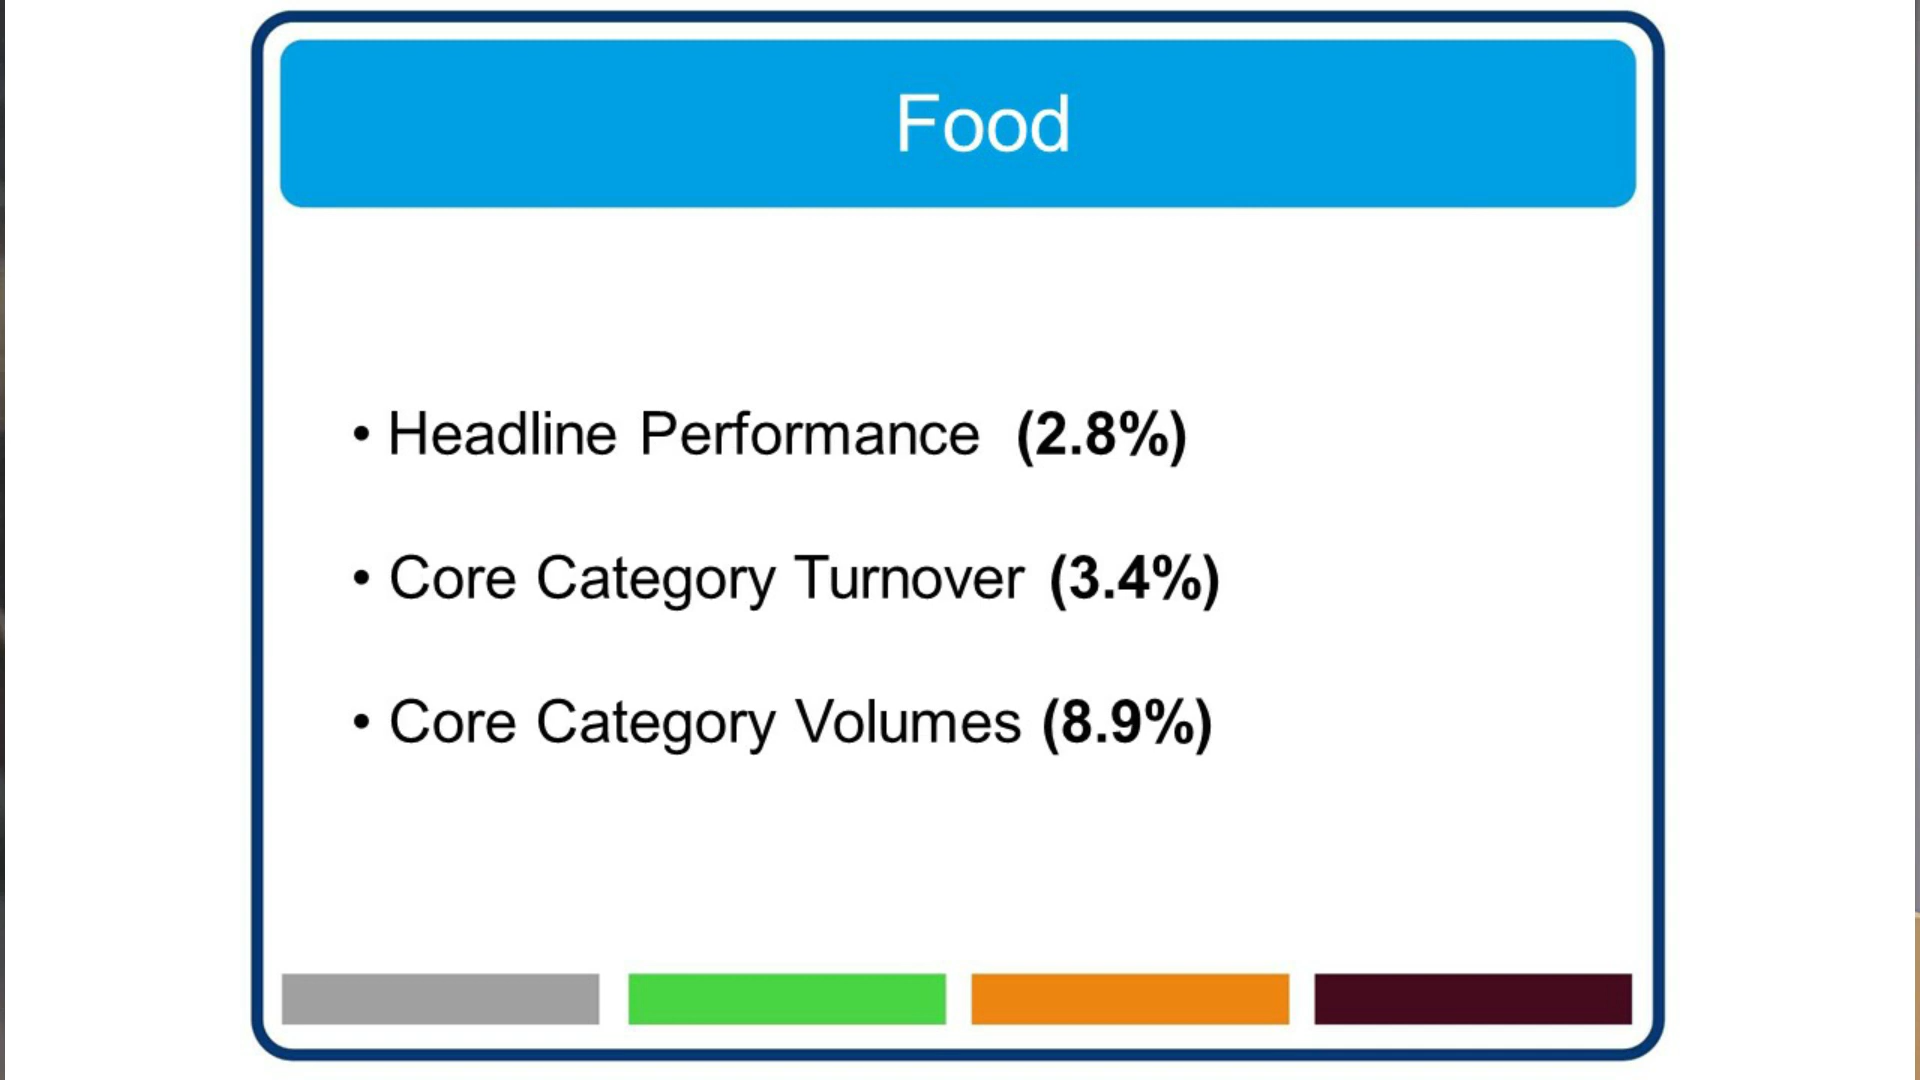 Food
• Headline Performance (2.8%)
• Core Category Turnover (3.4%)
• Core Category Volumes (8.9%)